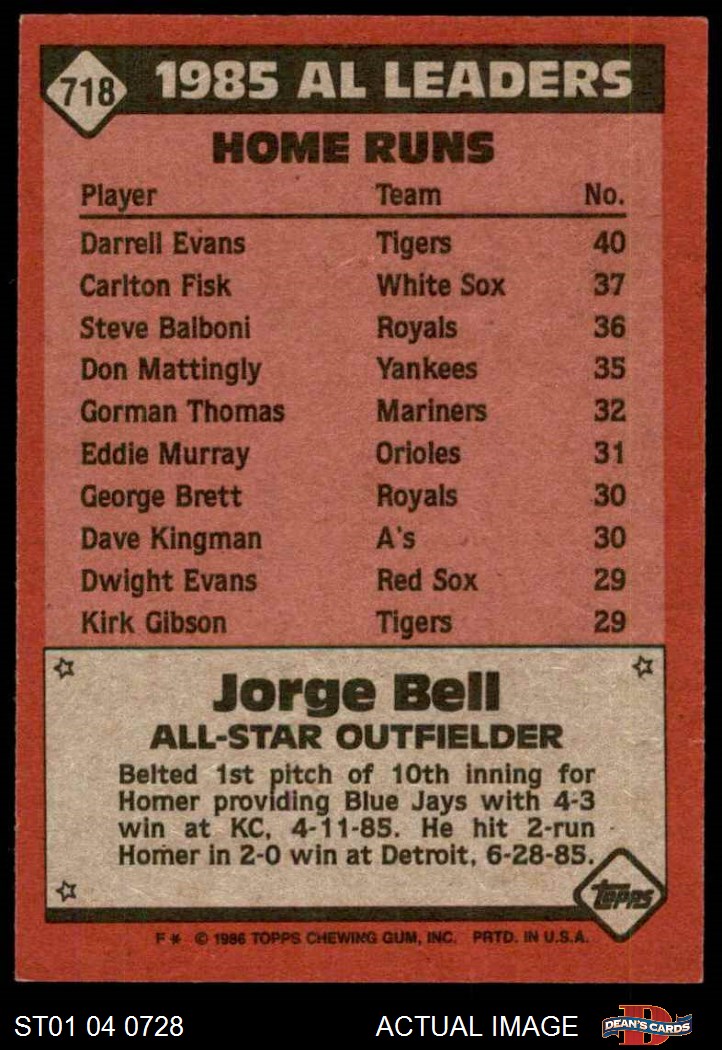 718 1985 AL LEADERS
HOME RUNS
Player Team No.
Darrell Evans Tigers 40
Carlton Fisk White Sox 37
Steve Balboni Royals 36
Don Mattingly Yankees 35
Gorman Thomas Mariners 32
Eddie Murray Orioles 31
George Brett Royals 30
Dave Kingman A's 30
Dwight Evans Red Sox 29
Kirk Gibson Tigers 29
Jorge Bell
ALL-STAR OUTFIELDER
Belted 1st pitch of 10th inning for
Homer providing Blue Jays with 4-3
win at KC, 4-11-85. He hit 2-run
Homer in 2-0 win at Detroit, 6-28-85.
Topps
F* © 1986 TOPPS CHEWING GUM, INC. PRTD. IN U.S.A.
ST01 04 0728 ACTUAL IMAGE D DEAN'S CARDS